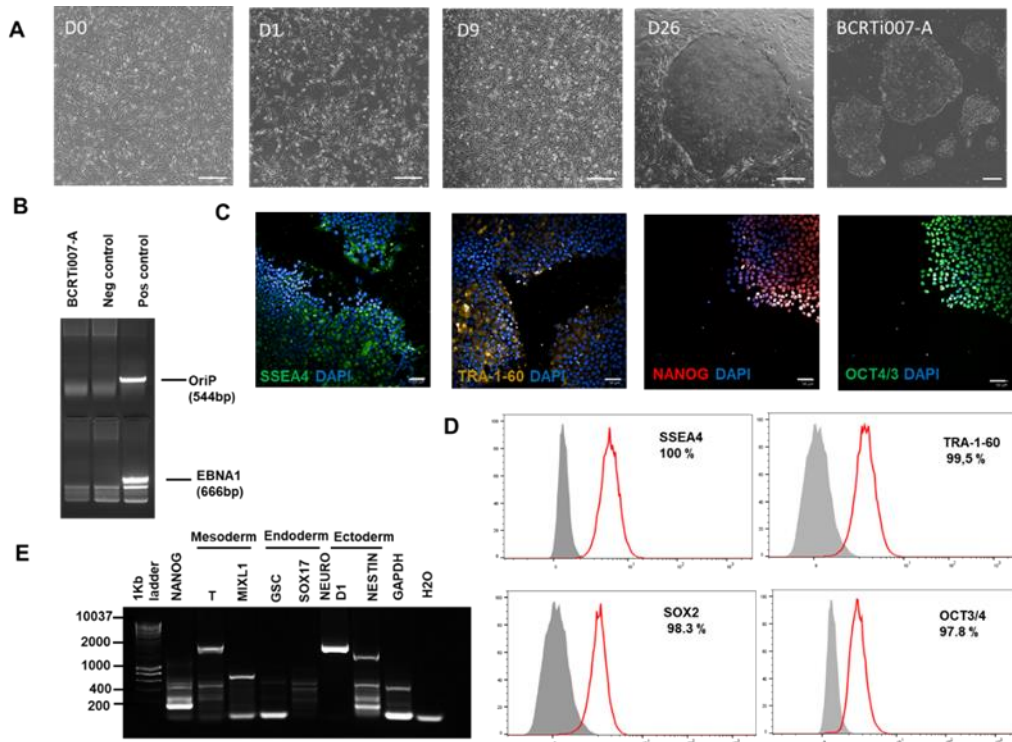 A
D0
D1
D9
D26
BCRTi007-A
B
BCRTi007-A
Neg control
Pos control
OriP
(544bp)
EBNA1
(666bp)
C
SSEA4 DAPI
TRA-1-60 DAPI
NANOG DAPI
OCT4/3 DAPI
D
SSEA4
100 %
TRA-1-60
99,5 %
SOX2
98.3 %
OCT3/4
97.8 %
E
Mesoderm
Endoderm
Ectoderm
1Kb
ladder
NANOG
T
MIXL1
GSC
SOX17
NEURO
D1
NESTIN
GAPDH
H2O
10037
2000
1000
400
200